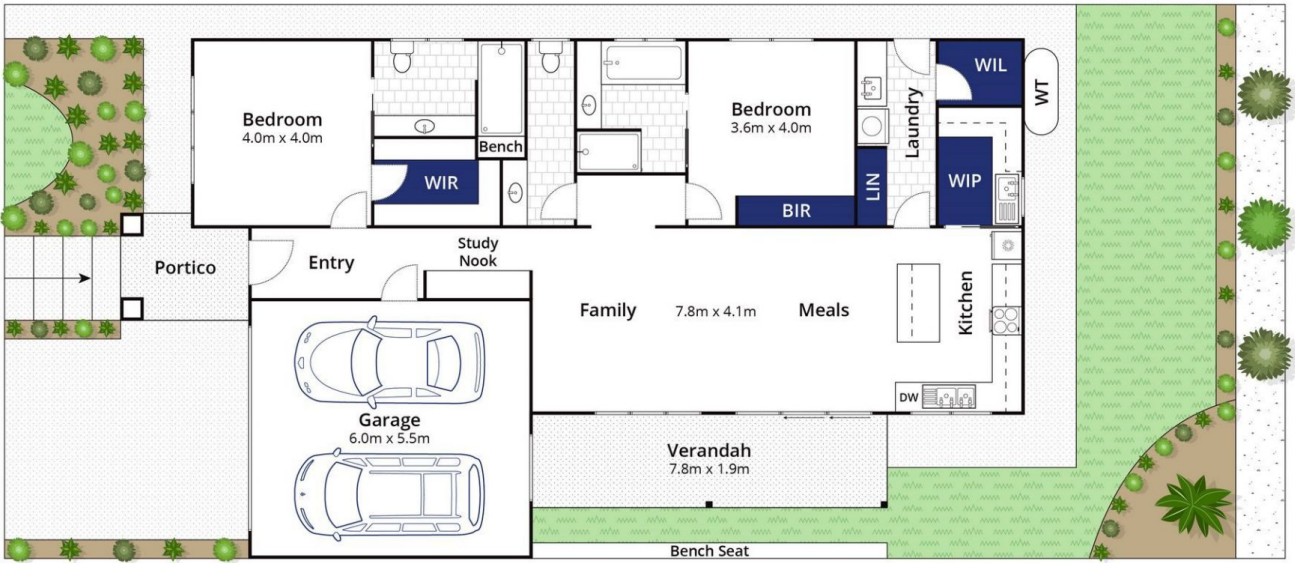 Bedroom
4.0m x 4.0m
Bench
WIR
Bedroom
3.6m x 4.0m
BIR
LIN
Laundry
WIL
WT
WIP
Portico
Entry
Study
Nook
Family
7.8m x 4.1m
Meals
Kitchen
DW
Garage
6.0m x 5.5m
Verandah
7.8m x 1.9m
Bench Seat